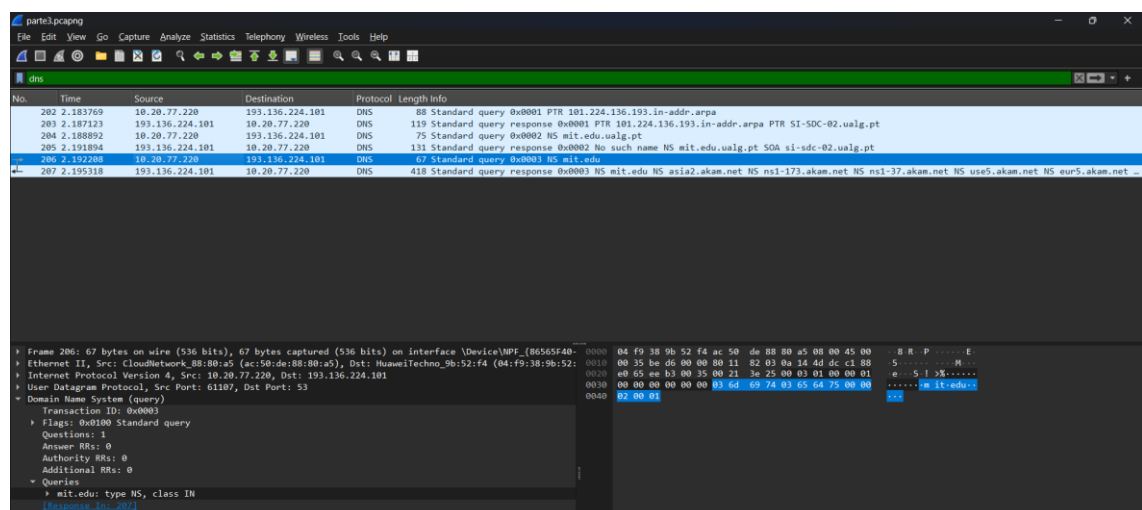 parte3.pcapng
File Edit View Go Capture Analyze Statistics Telephony Wireless Tools Help
dns
No. Time Source Destination Protocol Length Info
202 2.183769 10.20.77.220 193.136.224.101 DNS 88 Standard query 0x0001 PTR 101.224.136.193.in-addr.arpa
203 2.187123 193.136.224.101 10.20.77.220 DNS 119 Standard query response 0x0001 PTR 101.224.136.193.in-addr.arpa PTR SI-SDC-02.ualg.pt
204 2.188892 10.20.77.220 193.136.224.101 DNS 75 Standard query 0x0002 NS mit.edu.ualg.pt
205 2.191894 193.136.224.101 10.20.77.220 DNS 131 Standard query response 0x0002 No such name NS mit.edu.ualg.pt SOA si-sdc-02.ualg.pt
206 2.192208 10.20.77.220 193.136.224.101 DNS 67 Standard query 0x0003 NS mit.edu
207 2.195318 193.136.224.101 10.20.77.220 DNS 418 Standard query response 0x0003 NS mit.edu NS asia2.akam.net NS ns1-173.akam.net NS ns1-37.akam.net NS use5.akam.net NS eur5.akam.net …
Frame 206: 67 bytes on wire (536 bits), 67 bytes captured (536 bits) on interface \Device\NPF_{86565F40-
Ethernet II, Src: CloudNetwork_88:80:a5 (ac:50:de:88:80:a5), Dst: HuaweiTechno_9b:52:f4 (04:f9:38:9b:52:
Internet Protocol Version 4, Src: 10.20.77.220, Dst: 193.136.224.101
User Datagram Protocol, Src Port: 61107, Dst Port: 53
Domain Name System (query)
Transaction ID: 0x0003
Flags: 0x0100 Standard query
Questions: 1
Answer RRs: 0
Authority RRs: 0
Additional RRs: 0
Queries
mit.edu: type NS, class IN
[Response In: 207]
0000 04 f9 38 9b 52 f4 ac 50 de 88 80 a5 08 00 45 00 ··8·R··P ······E·
0010 00 35 be d6 00 00 80 11 82 03 0a 14 4d dc c1 88 ·5······ ····M···
0020 e0 65 ee b3 00 35 00 21 3e 25 00 03 01 00 00 01 ·e···5·! >%······
0030 00 00 00 00 00 00 03 6d 69 74 03 65 64 75 00 00 ·······m it·edu··
0040 02 00 01 ···